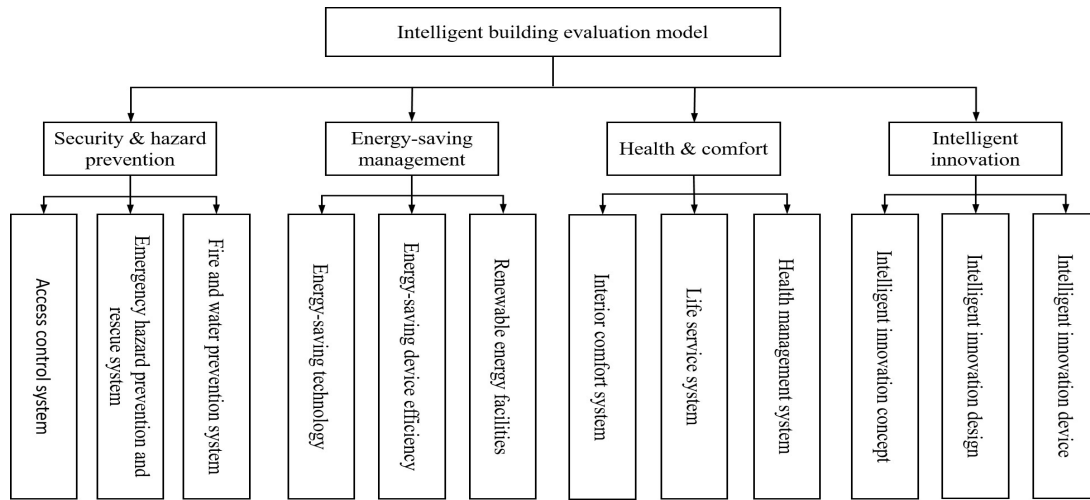 Intelligent building evaluation model
Security & hazard
prevention
Energy-saving
management
Health & comfort
Intelligent
innovation
Access control system
Emergency hazard prevention and
rescue system
Fire and water prevention system
Energy-saving technology
Energy-saving device efficiency
Renewable energy facilities
Interior comfort system
Life service system
Health management system
Intelligent innovation concept
Intelligent innovation design
Intelligent innovation device